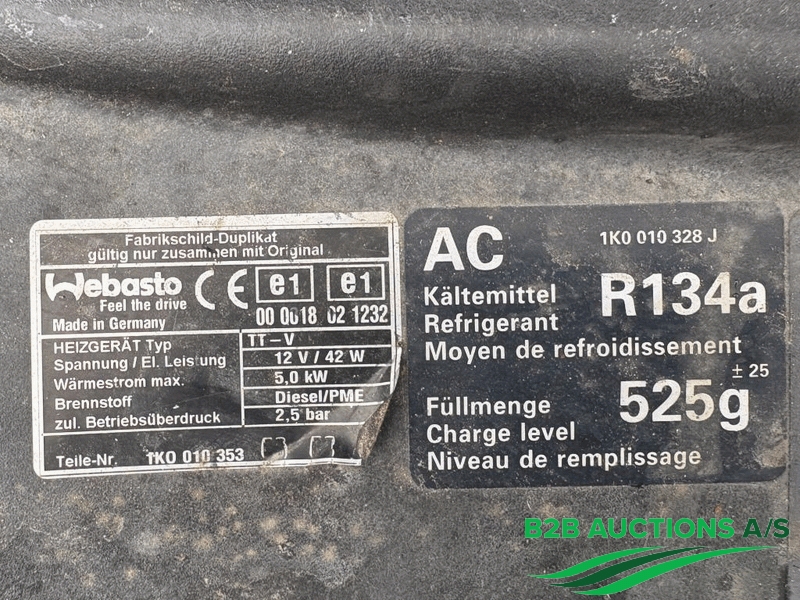 Fabrikschild-Duplikat
gültig nur zusammen mit Original
Webasto
Feel the drive
CE e1 e1
Made in Germany 00 0018 02 1232
HEIZGERÄT Typ TT-V
Spannung / El. Leistung 12 V / 42 W
Wärmestrom max. 5,0 kW
Brennstoff Diesel/PME
zul. Betriebsüberdruck 2,5 bar
Teile-Nr. 1K0 010 353
AC 1K0 010 328 J
Kältemittel R134a
Refrigerant
Moyen de refroidissement
Füllmenge 525g ± 25
Charge level
Niveau de remplissage
B2B AUCTIONS A/S